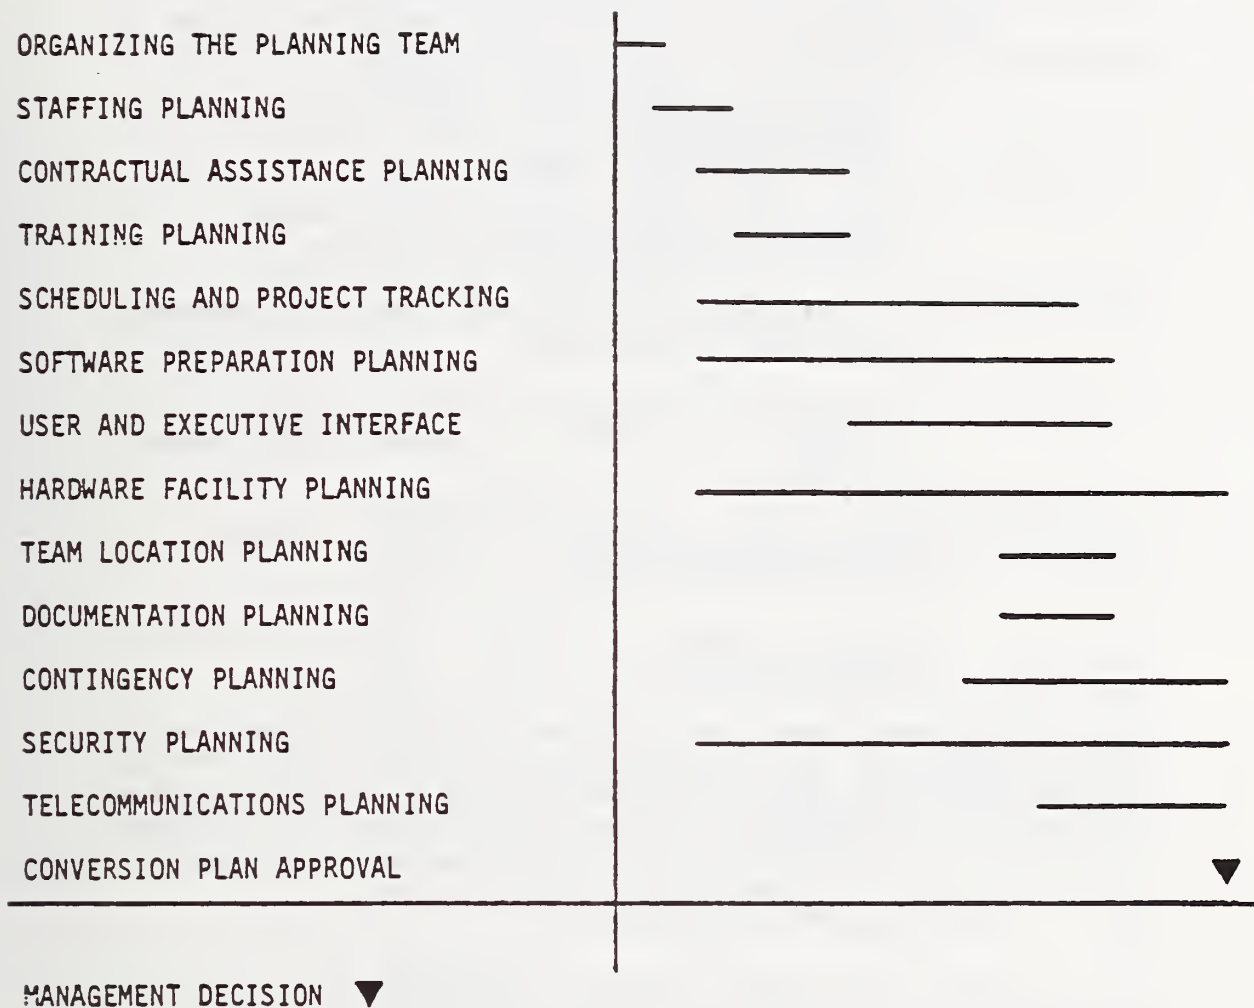 ORGANIZING THE PLANNING TEAM
STAFFING PLANNING
CONTRACTUAL ASSISTANCE PLANNING
TRAINING PLANNING
SCHEDULING AND PROJECT TRACKING
SOFTWARE PREPARATION PLANNING
USER AND EXECUTIVE INTERFACE
HARDWARE FACILITY PLANNING
TEAM LOCATION PLANNING
DOCUMENTATION PLANNING
CONTINGENCY PLANNING
SECURITY PLANNING
TELECOMMUNICATIONS PLANNING
CONVERSION PLAN APPROVAL
MANAGEMENT DECISION ▼